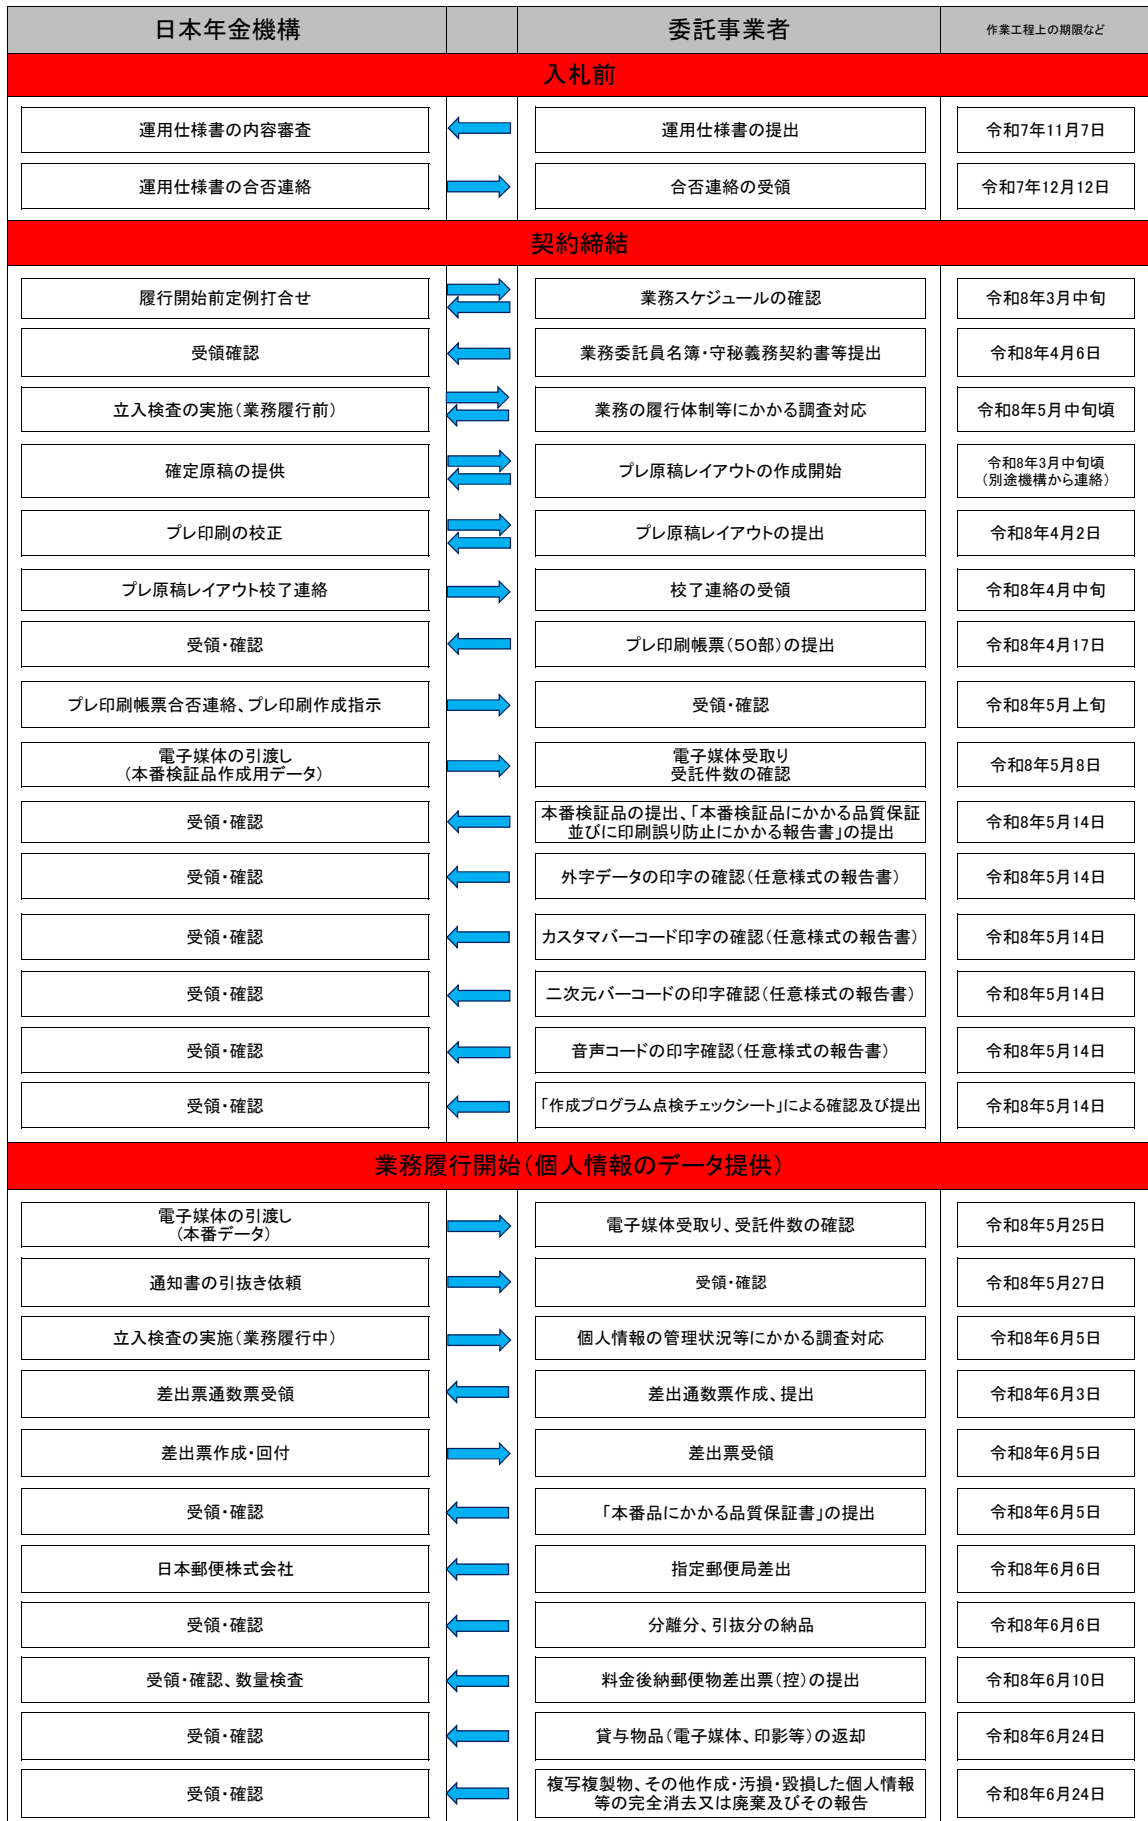 日本年金機構 委託事業者 作業工程上の期限など
入札前
運用仕様書の内容審査 運用仕様書の提出 令和7年11月7日
運用仕様書の合否連絡 合否連絡の受領 令和7年12月12日
契約締結
履行開始前定例打合せ 業務スケジュールの確認 令和8年3月中旬
受領確認 業務委託員名簿・守秘義務契約書等提出 令和8年4月6日
立入検査の実施（業務履行前） 業務の履行体制等にかかる調査対応 令和8年5月中旬頃
確定原稿の提供 プレ原稿レイアウトの作成開始 令和8年3月中旬頃
（別途機構から連絡）
プレ印刷の校正 プレ原稿レイアウトの提出 令和8年4月2日
プレ原稿レイアウト校了連絡 校了連絡の受領 令和8年4月中旬
受領・確認 プレ印刷帳票（50部）の提出 令和8年4月17日
プレ印刷帳票合否連絡、プレ印刷作成指示 受領・確認 令和8年5月上旬
電子媒体の引渡し
（本番検証品作成用データ）
電子媒体受取り
受託件数の確認
令和8年5月8日
受領・確認
本番検証品の提出、「本番検証品にかかる品質保証
並びに印刷誤り防止にかかる報告書」の提出
令和8年5月14日
受領・確認 外字データの印字の確認（任意様式の報告書） 令和8年5月14日
受領・確認 カスタマバーコード印字の確認（任意様式の報告書） 令和8年5月14日
受領・確認 二次元バーコードの印字確認（任意様式の報告書） 令和8年5月14日
受領・確認 音声コードの印字確認（任意様式の報告書） 令和8年5月14日
受領・確認 「作成プログラム点検チェックシート」による確認及び提出 令和8年5月14日
業務履行開始（個人情報のデータ提供）
電子媒体の引渡し
（本番データ）
電子媒体受取り、受託件数の確認 令和8年5月25日
通知書の引抜き依頼 受領・確認 令和8年5月27日
立入検査の実施（業務履行中） 個人情報の管理状況等にかかる調査対応 令和8年6月5日
差出票通数票受領 差出通数票作成、提出 令和8年6月3日
差出票作成・回付 差出票受領 令和8年6月5日
受領・確認 「本番品にかかる品質保証書」の提出 令和8年6月5日
日本郵便株式会社 指定郵便局差出 令和8年6月6日
受領・確認 分離分、引抜分の納品 令和8年6月6日
受領・確認、数量検査 料金後納郵便物差出票（控）の提出 令和8年6月10日
受領・確認 貸与物品（電子媒体、印影等）の返却 令和8年6月24日
受領・確認
複写複製物、その他作成・汚損・毀損した個人情報
等の完全消去又は廃棄及びその報告
令和8年6月24日